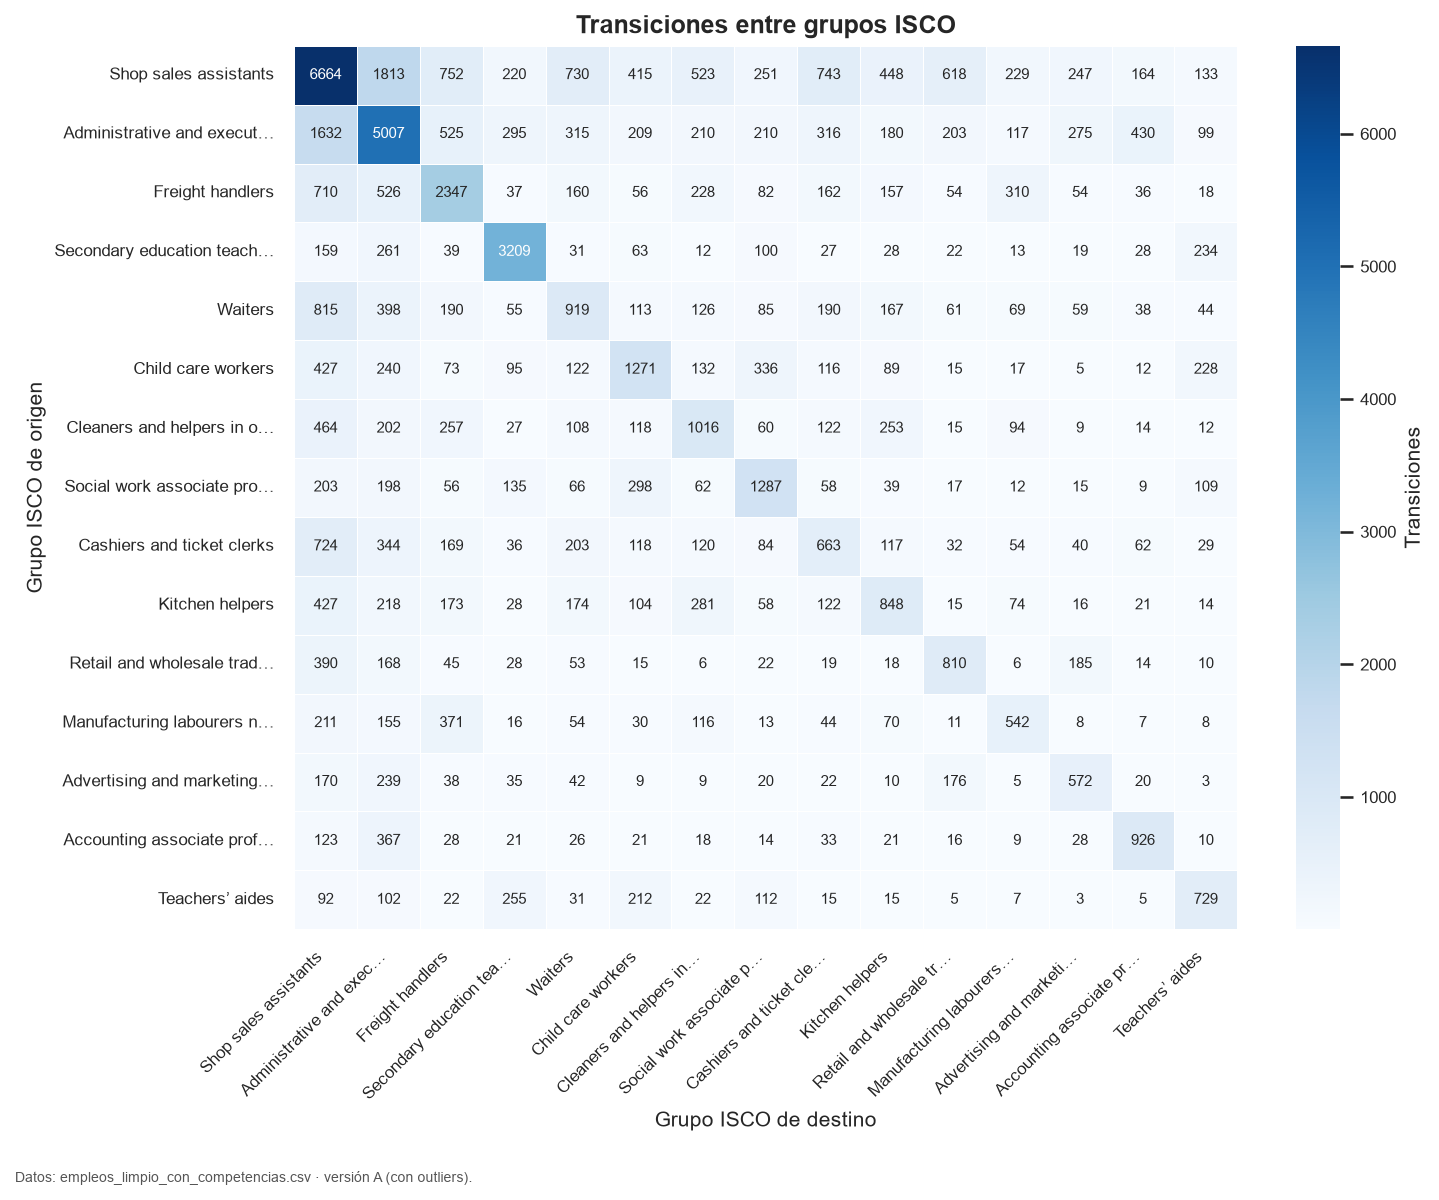 Transiciones entre grupos ISCO
Shop sales assistants 6664 1813 752 220 730 415 523 251 743 448 618 229 247 164 133
Administrative and execut… 1632 5007 525 295 315 209 210 210 316 180 203 117 275 430 99
Freight handlers 710 526 2347 37 160 56 228 82 162 157 54 310 54 36 18
Secondary education teach… 159 261 39 3209 31 63 12 100 27 28 22 13 19 28 234
Waiters 815 398 190 55 919 113 126 85 190 167 61 69 59 38 44
Child care workers 427 240 73 95 122 1271 132 336 116 89 15 17 5 12 228
Cleaners and helpers in o… 464 202 257 27 108 118 1016 60 122 253 15 94 9 14 12
Social work associate pro… 203 198 56 135 66 298 62 1287 58 39 17 12 15 9 109
Cashiers and ticket clerks 724 344 169 36 203 118 120 84 663 117 32 54 40 62 29
Kitchen helpers 427 218 173 28 174 104 281 58 122 848 15 74 16 21 14
Retail and wholesale trad… 390 168 45 28 53 15 6 22 19 18 810 6 185 14 10
Manufacturing labourers n… 211 155 371 16 54 30 116 13 44 70 11 542 8 7 8
Advertising and marketing… 170 239 38 35 42 9 9 20 22 10 176 5 572 20 3
Accounting associate prof… 123 367 28 21 26 21 18 14 33 21 16 9 28 926 10
Teachers’ aides 92 102 22 255 31 212 22 112 15 15 5 7 3 5 729
Grupo ISCO de origen
Shop sales assistants
Administrative and exec…
Freight handlers
Secondary education tea…
Waiters
Child care workers
Cleaners and helpers in…
Social work associate p…
Cashiers and ticket cle…
Kitchen helpers
Retail and wholesale tr…
Manufacturing labourers…
Advertising and marketi…
Accounting associate pr…
Teachers’ aides
Grupo ISCO de destino
6000
5000
4000
3000
2000
1000
Transiciones
Datos: empleos_limpio_con_competencias.csv · versión A (con outliers).